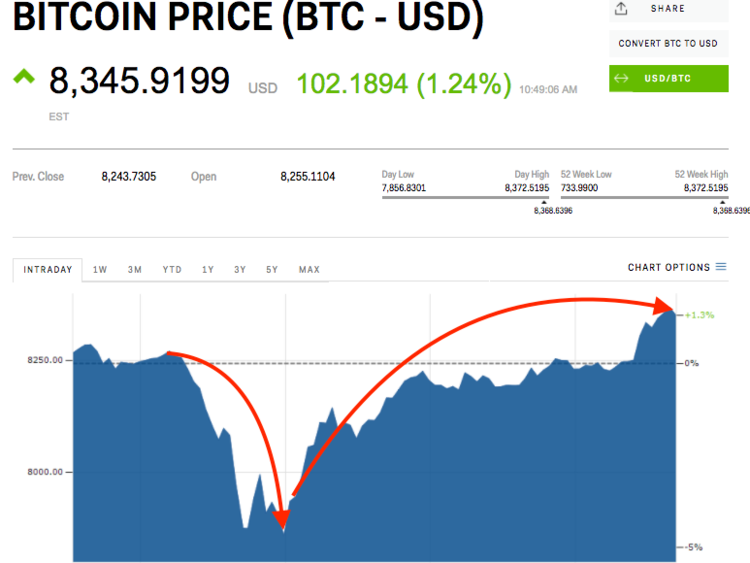 BITCOIN PRICE (BTC - USD)
SHARE
CONVERT BTC TO USD
USD/BTC
8,345.9199 USD 102.1894 (1.24%) 10:49:06 AM
EST
Prev. Close 8,243.7305 Open 8,255.1104
Day Low Day High 52 Week Low 52 Week High
7,856.8301 8,372.5195 733.9900 8,372.5195
8,368.6396 8,368.6396
INTRADAY 1W 3M YTD 1Y 3Y 5Y MAX
CHART OPTIONS
+1.3%
8250.00 0%
8000.00
-5%